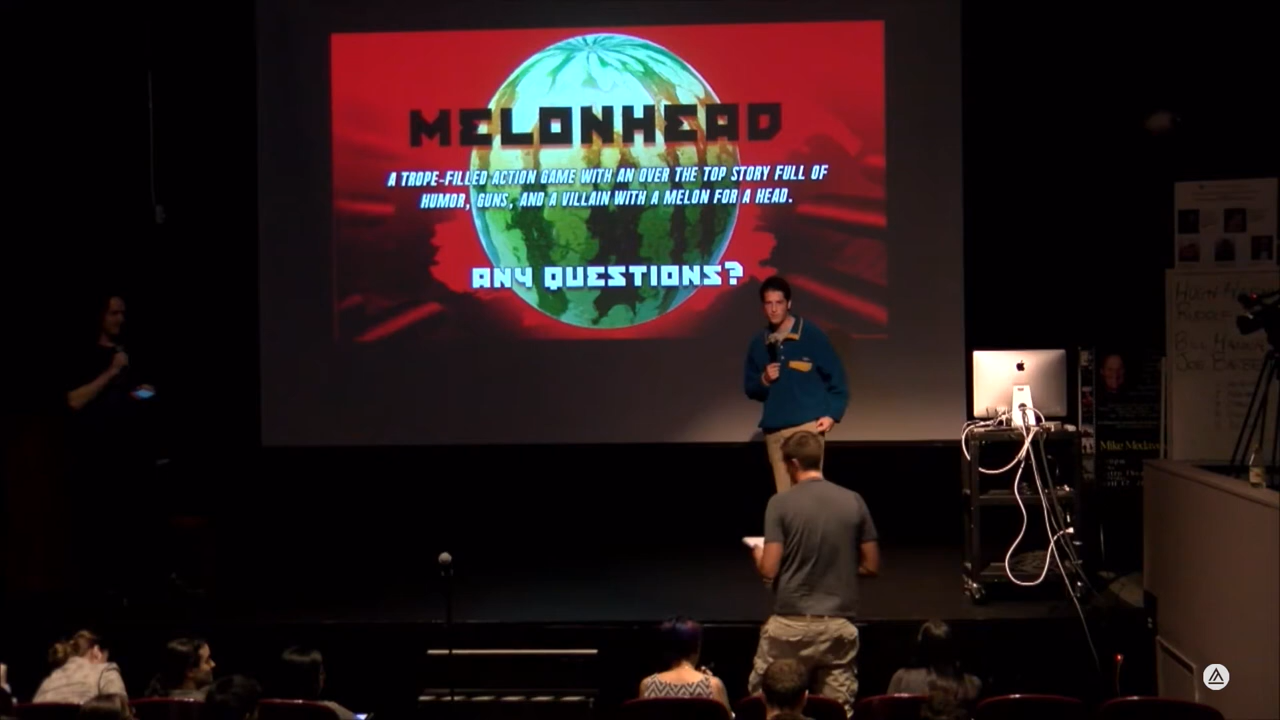 MELONHEAD
A TROPE-FILLED ACTION GAME WITH AN OVER THE TOP STORY FULL OF
HUMOR, GUNS, AND A VILLAIN WITH A MELON FOR A HEAD.
ANY QUESTIONS?
Mike Medavo